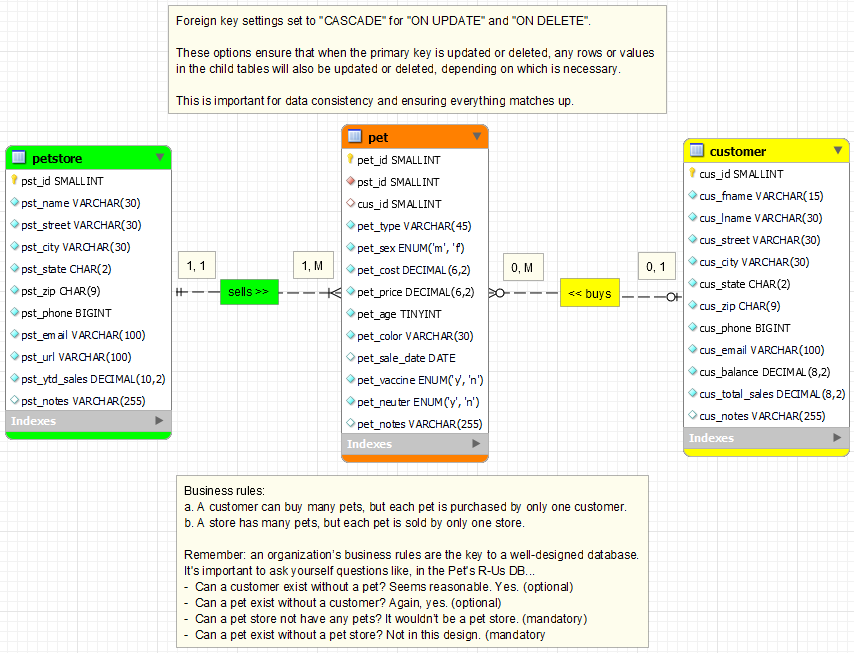 Foreign key settings set to "CASCADE" for "ON UPDATE" and "ON DELETE".
These options ensure that when the primary key is updated or deleted, any rows or values
in the child tables will also be updated or deleted, depending on which is necessary.
This is important for data consistency and ensuring everything matches up.
petstore
pst_id SMALLINT
pst_name VARCHAR(30)
pst_street VARCHAR(30)
pst_city VARCHAR(30)
pst_state CHAR(2)
pst_zip CHAR(9)
pst_phone BIGINT
pst_email VARCHAR(100)
pst_url VARCHAR(100)
pst_ytd_sales DECIMAL(10,2)
pst_notes VARCHAR(255)
Indexes
1, 1
sells >>
1, M
pet
pet_id SMALLINT
pst_id SMALLINT
cus_id SMALLINT
pet_type VARCHAR(45)
pet_sex ENUM('m', 'f')
pet_cost DECIMAL(6,2)
pet_price DECIMAL(6,2)
pet_age TINYINT
pet_color VARCHAR(30)
pet_sale_date DATE
pet_vaccine ENUM('y', 'n')
pet_neuter ENUM('y', 'n')
pet_notes VARCHAR(255)
Indexes
0, M
<< buys
0, 1
customer
cus_id SMALLINT
cus_fname VARCHAR(15)
cus_lname VARCHAR(30)
cus_street VARCHAR(30)
cus_city VARCHAR(30)
cus_state CHAR(2)
cus_zip CHAR(9)
cus_phone BIGINT
cus_email VARCHAR(100)
cus_balance DECIMAL(8,2)
cus_total_sales DECIMAL(8,2)
cus_notes VARCHAR(255)
Indexes
Business rules:
a. A customer can buy many pets, but each pet is purchased by only one customer.
b. A store has many pets, but each pet is sold by only one store.
Remember: an organization's business rules are the key to a well-designed database.
It's important to ask yourself questions like, in the Pet's R-Us DB...
- Can a customer exist without a pet? Seems reasonable. Yes. (optional)
- Can a pet exist without a customer? Again, yes. (optional)
- Can a pet store not have any pets? It wouldn't be a pet store. (mandatory)
- Can a pet exist without a pet store? Not in this design. (mandatory